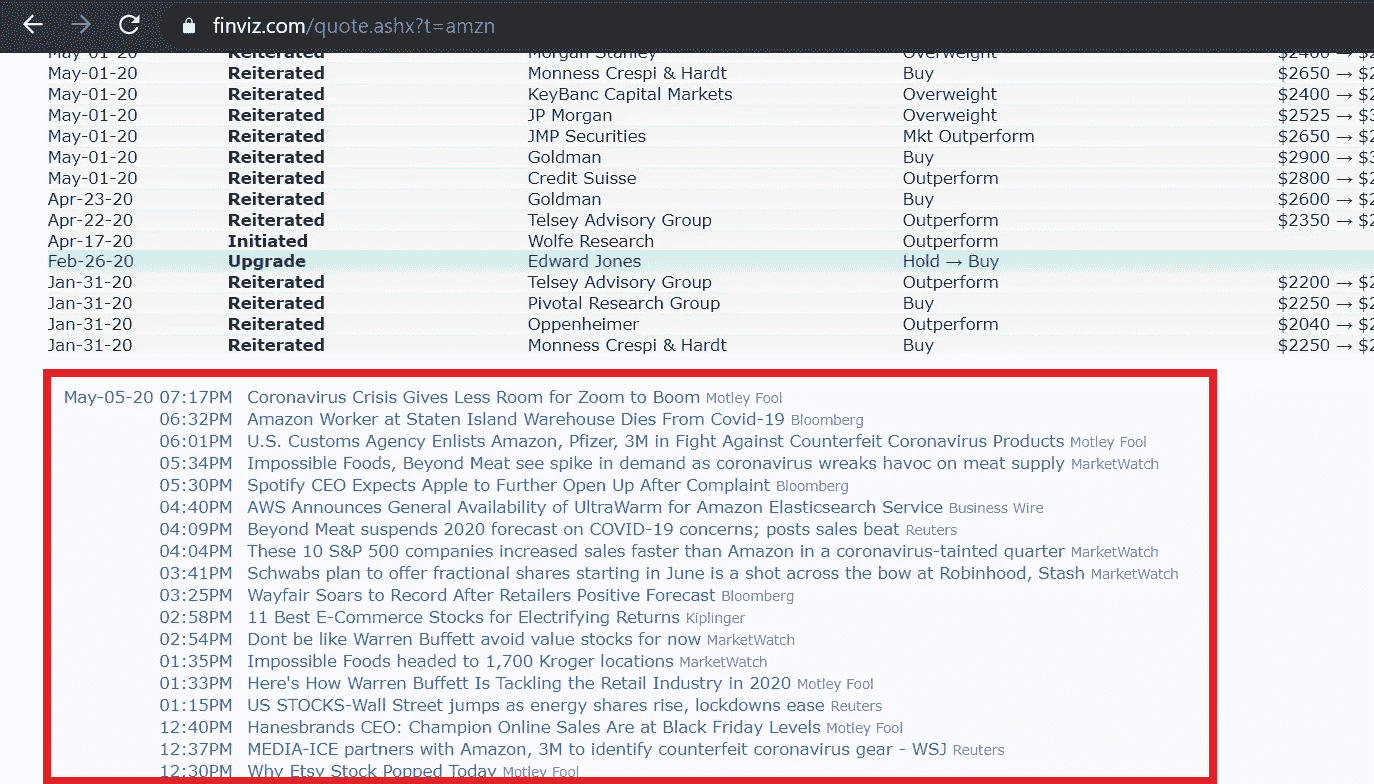 finviz.com/quote.ashx?t=amzn
May-01-20 Reiterated Morgan Stanley Overweight $2400 →
May-01-20 Reiterated Monness Crespi & Hardt Buy $2650 → $2
May-01-20 Reiterated KeyBanc Capital Markets Overweight $2400 → $2
May-01-20 Reiterated JP Morgan Overweight $2525 → $3
May-01-20 Reiterated JMP Securities Mkt Outperform $2650 → $2
May-01-20 Reiterated Goldman Buy $2900 → $3
May-01-20 Reiterated Credit Suisse Outperform $2800 → $2
Apr-23-20 Reiterated Goldman Buy $2600 → $2
Apr-22-20 Reiterated Telsey Advisory Group Outperform $2350 → $2
Apr-17-20 Initiated Wolfe Research Outperform
Feb-26-20 Upgrade Edward Jones Hold → Buy
Jan-31-20 Reiterated Telsey Advisory Group Outperform $2200 → $2
Jan-31-20 Reiterated Pivotal Research Group Buy $2250 → $2
Jan-31-20 Reiterated Oppenheimer Outperform $2040 → $2
Jan-31-20 Reiterated Monness Crespi & Hardt Buy $2250 → $2
May-05-20 07:17PM Coronavirus Crisis Gives Less Room for Zoom to Boom Motley Fool
06:32PM Amazon Worker at Staten Island Warehouse Dies From Covid-19 Bloomberg
06:01PM U.S. Customs Agency Enlists Amazon, Pfizer, 3M in Fight Against Counterfeit Coronavirus Products Motley Fool
05:34PM Impossible Foods, Beyond Meat see spike in demand as coronavirus wreaks havoc on meat supply MarketWatch
05:30PM Spotify CEO Expects Apple to Further Open Up After Complaint Bloomberg
04:40PM AWS Announces General Availability of UltraWarm for Amazon Elasticsearch Service Business Wire
04:09PM Beyond Meat suspends 2020 forecast on COVID-19 concerns; posts sales beat Reuters
04:04PM These 10 S&P 500 companies increased sales faster than Amazon in a coronavirus-tainted quarter MarketWatch
03:41PM Schwabs plan to offer fractional shares starting in June is a shot across the bow at Robinhood, Stash MarketWatch
03:25PM Wayfair Soars to Record After Retailers Positive Forecast Bloomberg
02:58PM 11 Best E-Commerce Stocks for Electrifying Returns Kiplinger
02:54PM Dont be like Warren Buffett avoid value stocks for now MarketWatch
01:35PM Impossible Foods headed to 1,700 Kroger locations MarketWatch
01:33PM Here's How Warren Buffett Is Tackling the Retail Industry in 2020 Motley Fool
01:15PM US STOCKS-Wall Street jumps as energy shares rise, lockdowns ease Reuters
12:40PM Hanesbrands CEO: Champion Online Sales Are at Black Friday Levels Motley Fool
12:37PM MEDIA-ICE partners with Amazon, 3M to identify counterfeit coronavirus gear - WSJ Reuters
12:30PM Why Etsy Stock Popped Today Motley Fool